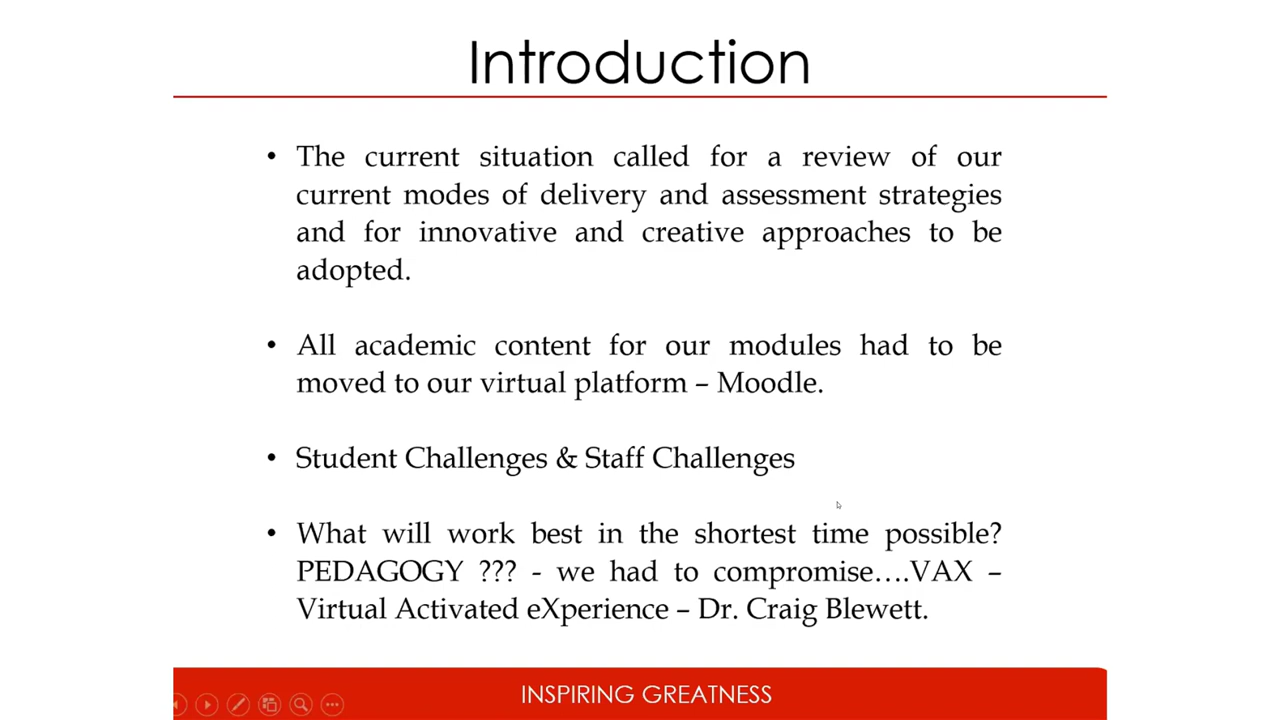 Introduction
• The current situation called for a review of our
current modes of delivery and assessment strategies
and for innovative and creative approaches to be
adopted.
• All academic content for our modules had to be
moved to our virtual platform – Moodle.
• Student Challenges & Staff Challenges
• What will work best in the shortest time possible?
PEDAGOGY ??? - we had to compromise….VAX –
Virtual Activated eXperience – Dr. Craig Blewett.
INSPIRING GREATNESS